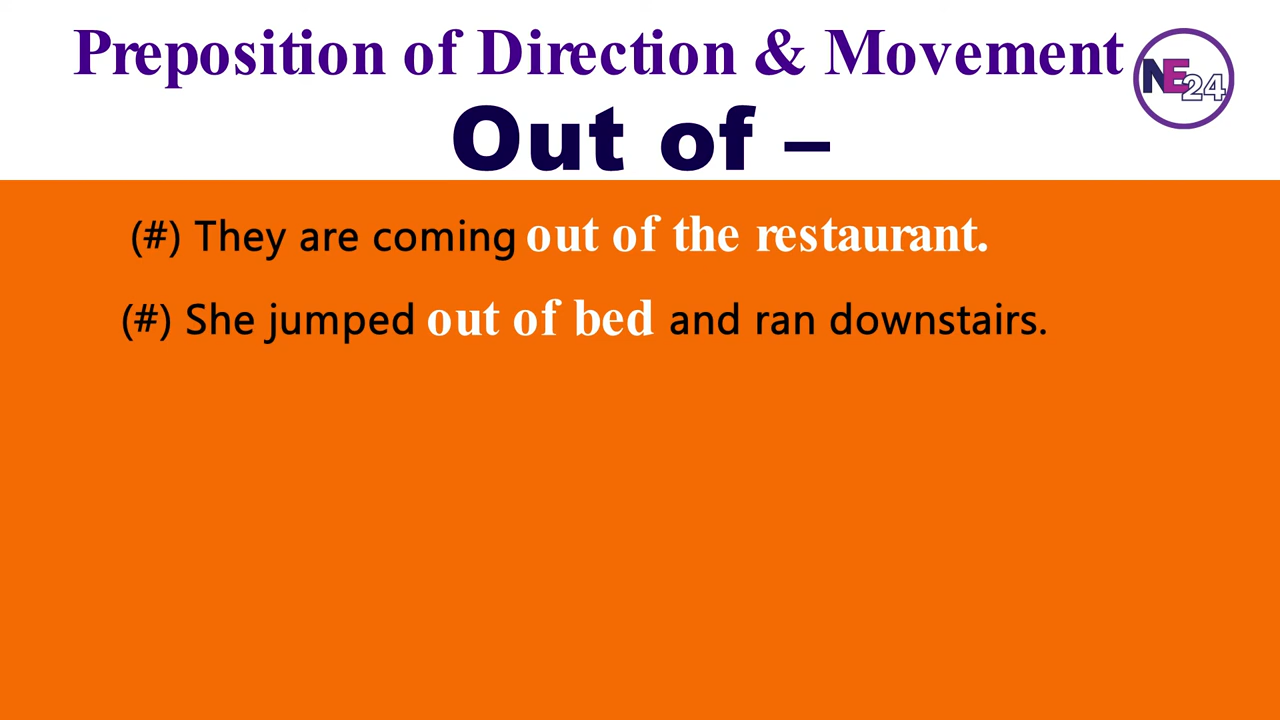 Preposition of Direction & Movement
NE24
Out of –
(#) They are coming out of the restaurant.
(#) She jumped out of bed and ran downstairs.